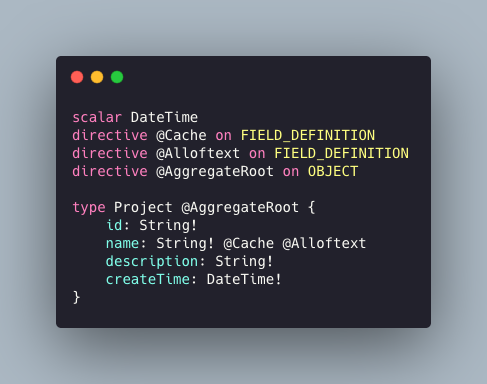 scalar DateTime
directive @Cache on FIELD_DEFINITION
directive @Alloftext on FIELD_DEFINITION
directive @AggregateRoot on OBJECT

type Project @AggregateRoot {
    id: String!
    name: String! @Cache @Alloftext
    description: String!
    createTime: DateTime!
}